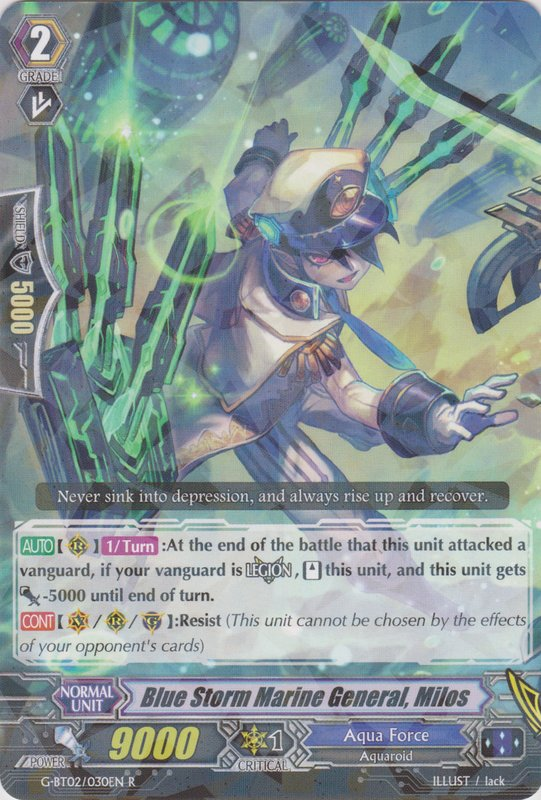 2
GRADE
SHIELD
5000
Never sink into depression, and always rise up and recover.
AUTO【 R 】 1/Turn :At the end of the battle that this unit attacked a
vanguard, if your vanguard is LEGION , this unit, and this unit gets
-5000 until end of turn.
CONT【 V / R / G 】:Resist (This unit cannot be chosen by the effects
of your opponent's cards)
NORMAL
UNIT
Blue Storm Marine General, Milos
POWER
9000
1
CRITICAL
Aqua Force
Aquaroid
G-BT02/030EN R
ILLUST / lack